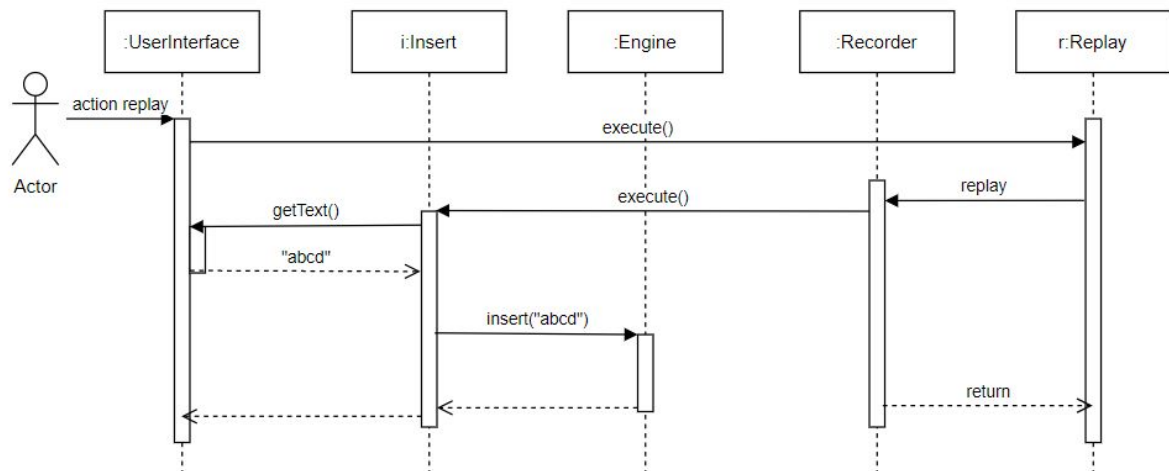 :UserInterface
i:Insert
:Engine
:Recorder
r:Replay
action replay
execute()
Actor
replay
execute()
getText()
"abcd"
insert("abcd")
return